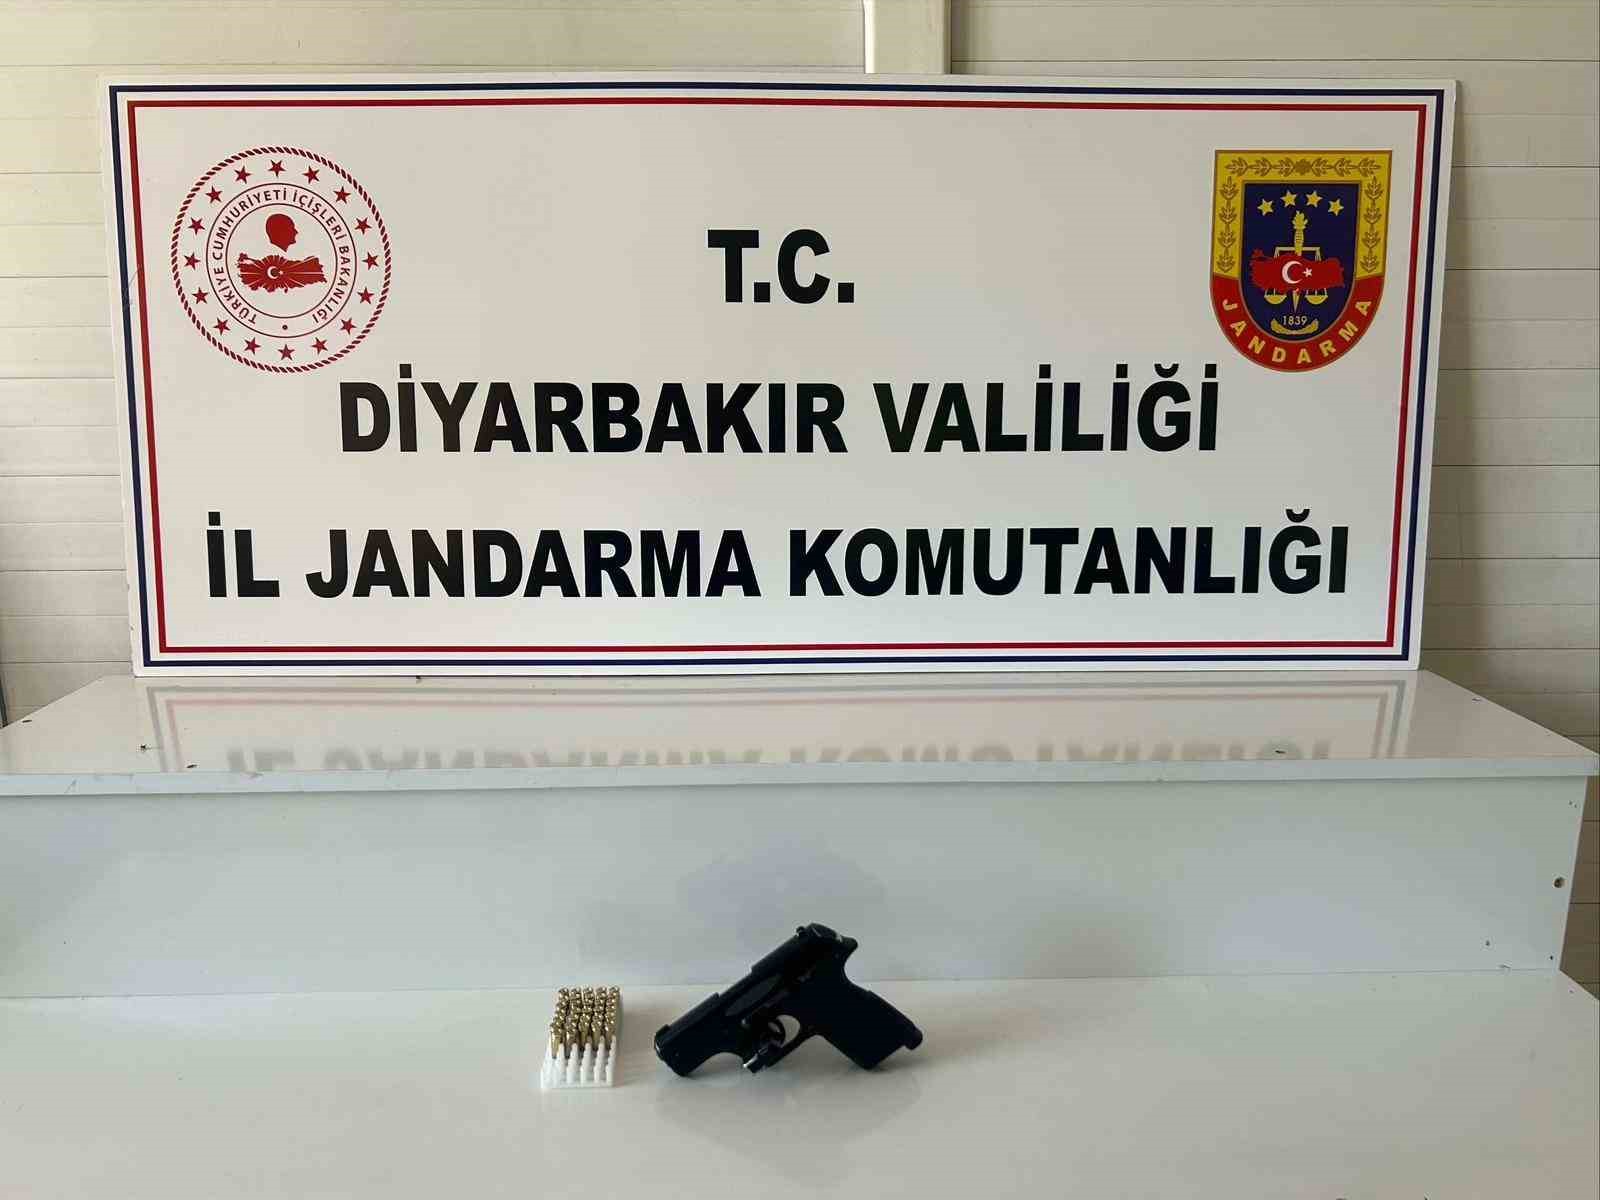 TÜRKİYE CUMHURİYETİ İÇİŞLERİ BAKANLIĞI
T.C.
DİYARBAKIR VALİLİĞİ
İL JANDARMA KOMUTANLIĞI
1839
JANDARMA